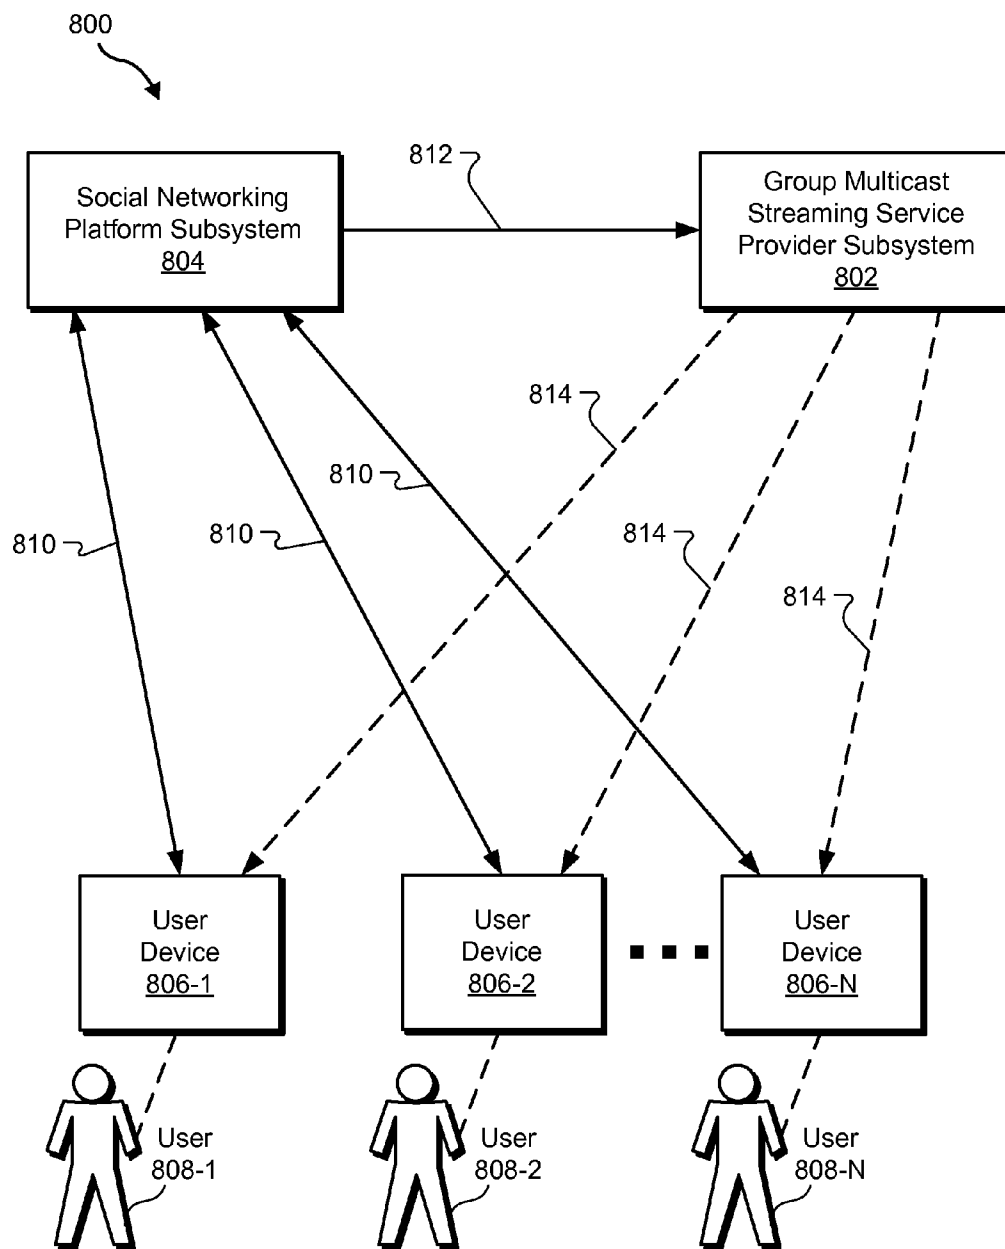 800
812
Social Networking
Platform Subsystem
804
Group Multicast
Streaming Service
Provider Subsystem
802
814
810
810
810
814
814
User
Device
806-1
User
Device
806-2
User
Device
806-N
User
808-1
User
808-2
User
808-N